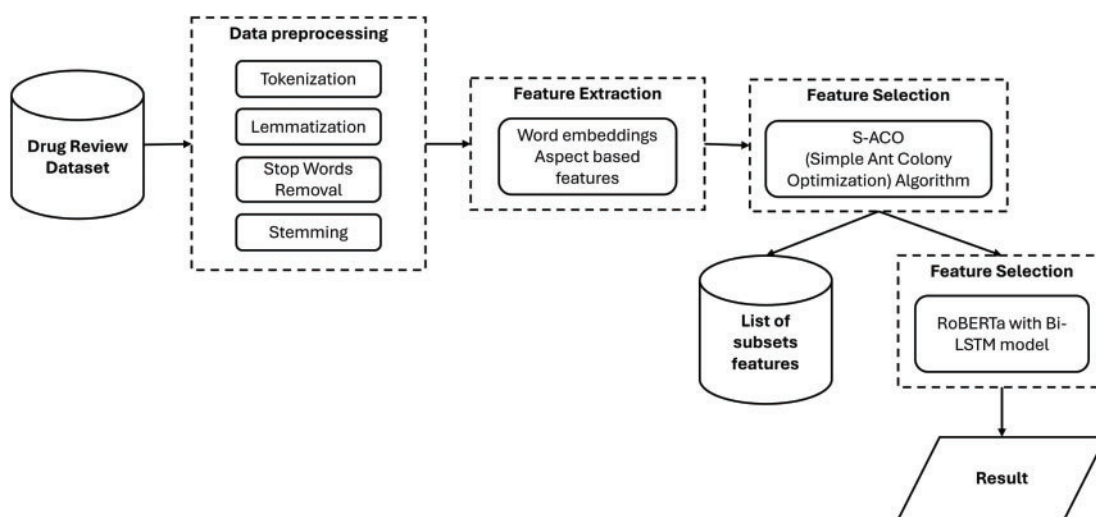 Data preprocessing
Tokenization
Lemmatization
Stop Words
Removal
Stemming
Drug Review
Dataset
Feature Extraction
Word embeddings
Aspect based
features
Feature Selection
S-ACO
(Simple Ant Colony
Optimization) Algorithm
List of
subsets
features
Feature Selection
RoBERTa with Bi-
LSTM model
Result